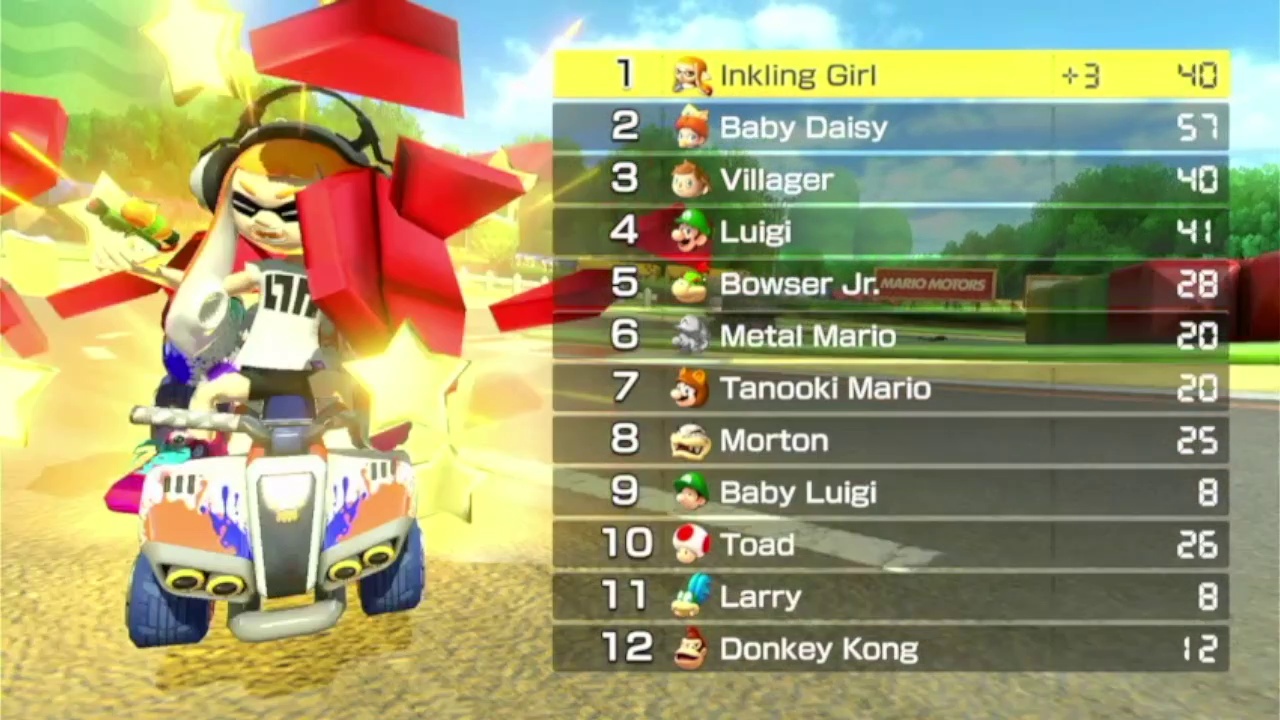 1 Inkling Girl +3 40
2 Baby Daisy 57
3 Villager 40
4 Luigi 41
5 Bowser Jr. 28
MARIO MOTORS
6 Metal Mario 20
7 Tanooki Mario 20
8 Morton 25
9 Baby Luigi 8
10 Toad 26
11 Larry 8
12 Donkey Kong 12